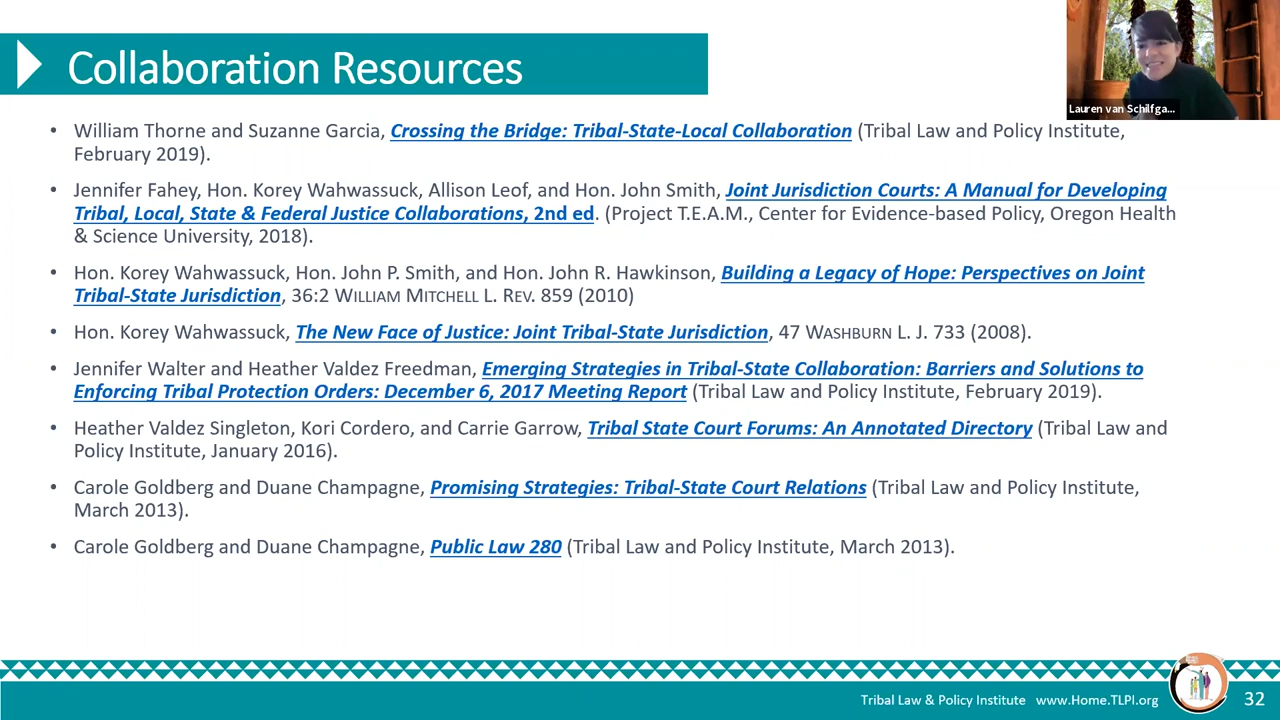 Collaboration Resources
Lauren van Schilfga...
• William Thorne and Suzanne Garcia, Crossing the Bridge: Tribal-State-Local Collaboration (Tribal Law and Policy Institute,
February 2019).
• Jennifer Fahey, Hon. Korey Wahwassuck, Allison Leof, and Hon. John Smith, Joint Jurisdiction Courts: A Manual for Developing
Tribal, Local, State & Federal Justice Collaborations, 2nd ed. (Project T.E.A.M., Center for Evidence-based Policy, Oregon Health
& Science University, 2018).
• Hon. Korey Wahwassuck, Hon. John P. Smith, and Hon. John R. Hawkinson, Building a Legacy of Hope: Perspectives on Joint
Tribal-State Jurisdiction, 36:2 WILLIAM MITCHELL L. REV. 859 (2010)
• Hon. Korey Wahwassuck, The New Face of Justice: Joint Tribal-State Jurisdiction, 47 WASHBURN L. J. 733 (2008).
• Jennifer Walter and Heather Valdez Freedman, Emerging Strategies in Tribal-State Collaboration: Barriers and Solutions to
Enforcing Tribal Protection Orders: December 6, 2017 Meeting Report (Tribal Law and Policy Institute, February 2019).
• Heather Valdez Singleton, Kori Cordero, and Carrie Garrow, Tribal State Court Forums: An Annotated Directory (Tribal Law and
Policy Institute, January 2016).
• Carole Goldberg and Duane Champagne, Promising Strategies: Tribal-State Court Relations (Tribal Law and Policy Institute,
March 2013).
• Carole Goldberg and Duane Champagne, Public Law 280 (Tribal Law and Policy Institute, March 2013).
Tribal Law & Policy Institute www.Home.TLPI.org
32